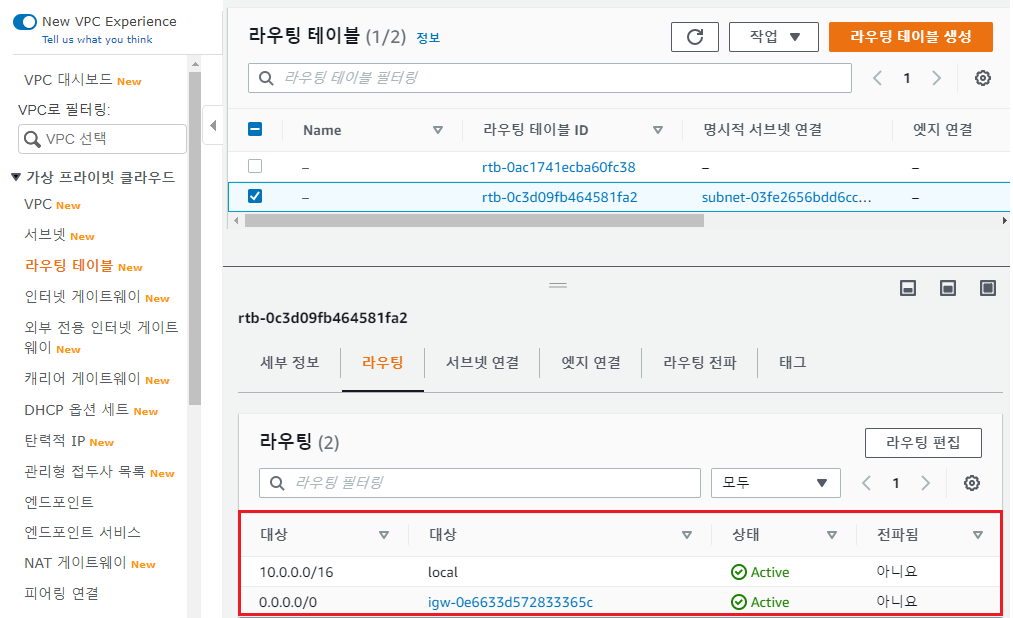 New VPC Experience
Tell us what you think
VPC 대시보드 New
VPC로 필터링:
VPC 선택
가상 프라이빗 클라우드
VPC New
서브넷 New
라우팅 테이블 New
인터넷 게이트웨이 New
외부 전용 인터넷 게이트
웨이 New
캐리어 게이트웨이 New
DHCP 옵션 세트 New
탄력적 IP New
관리형 접두사 목록 New
엔드포인트
엔드포인트 서비스
NAT 게이트웨이 New
피어링 연결
라우팅 테이블 (1/2) 정보
작업
라우팅 테이블 생성
라우팅 테이블 필터링
1
Name 라우팅 테이블 ID 명시적 서브넷 연결 엣지 연결
– rtb-0ac1741ecba60fc38 – –
– rtb-0c3d09fb464581fa2 subnet-03fe2656bdd6cc... –
rtb-0c3d09fb464581fa2
세부 정보 라우팅 서브넷 연결 엣지 연결 라우팅 전파 태그
라우팅 (2)
라우팅 편집
라우팅 필터링
모두
1
대상 대상 상태 전파됨
10.0.0.0/16 local Active 아니요
0.0.0.0/0 igw-0e6633d572833365c Active 아니요